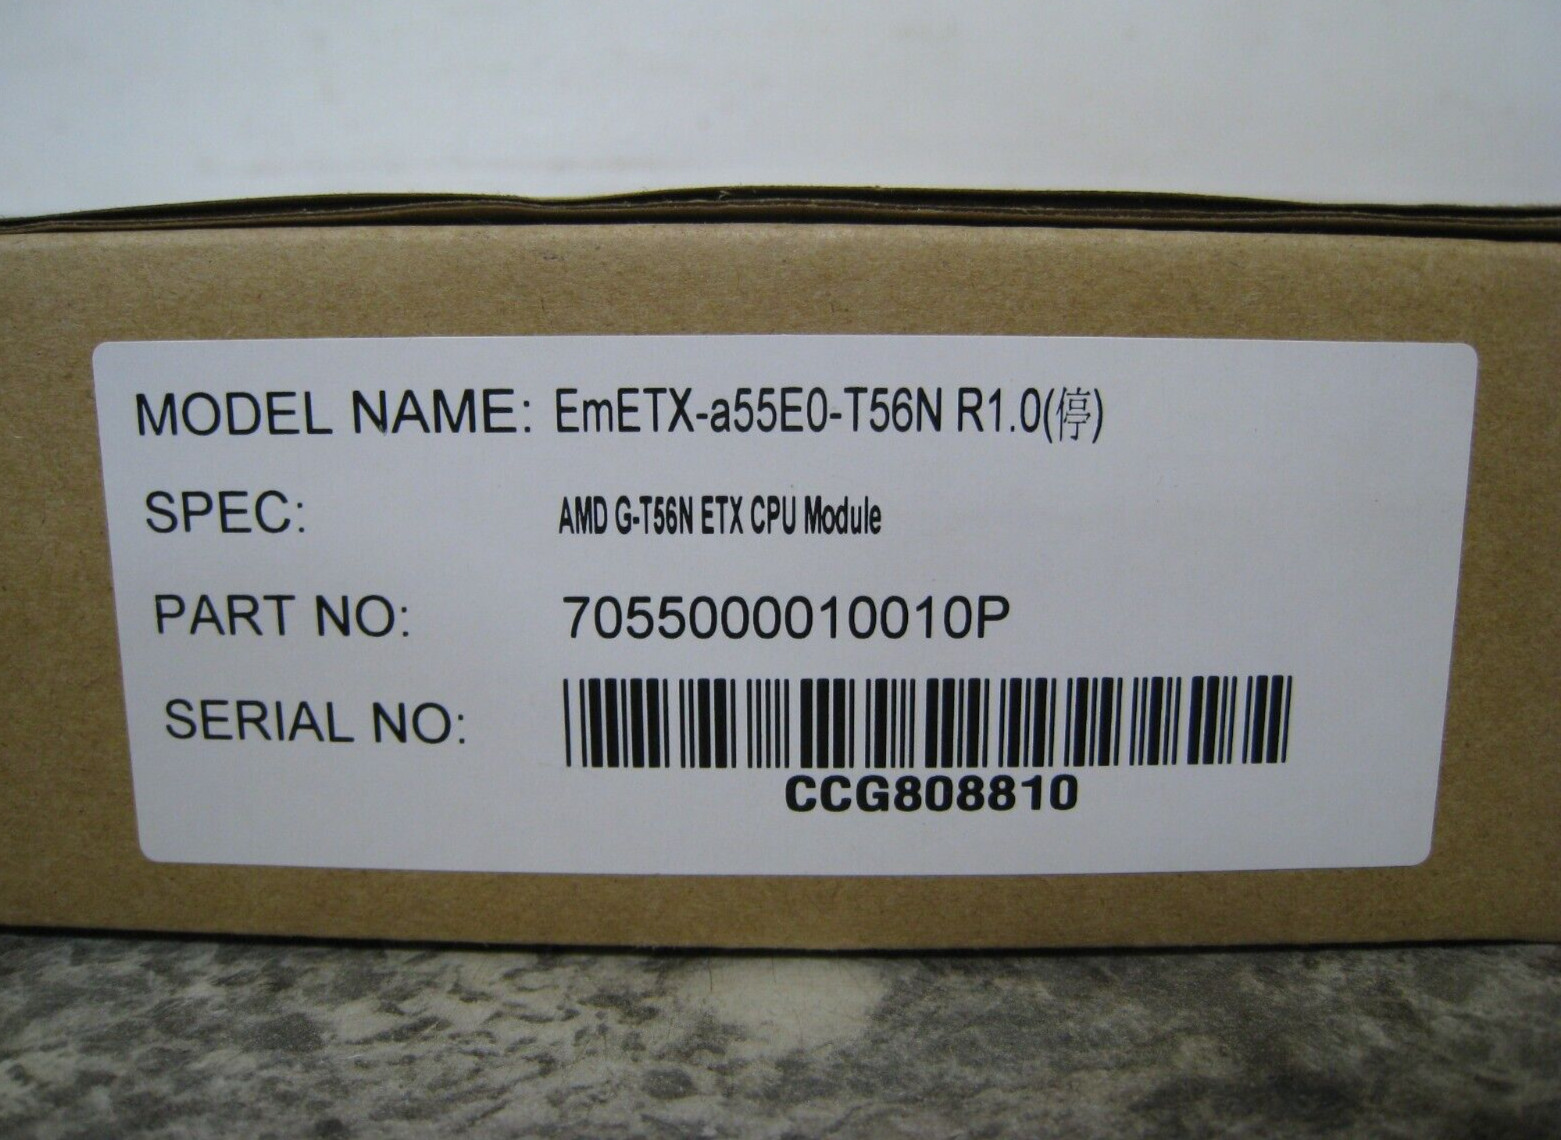 MODEL NAME: EmETX-a55E0-T56N R1.0(停)
SPEC: AMD G-T56N ETX CPU Module
PART NO: 7055000010010P
SERIAL NO:
CCG808810